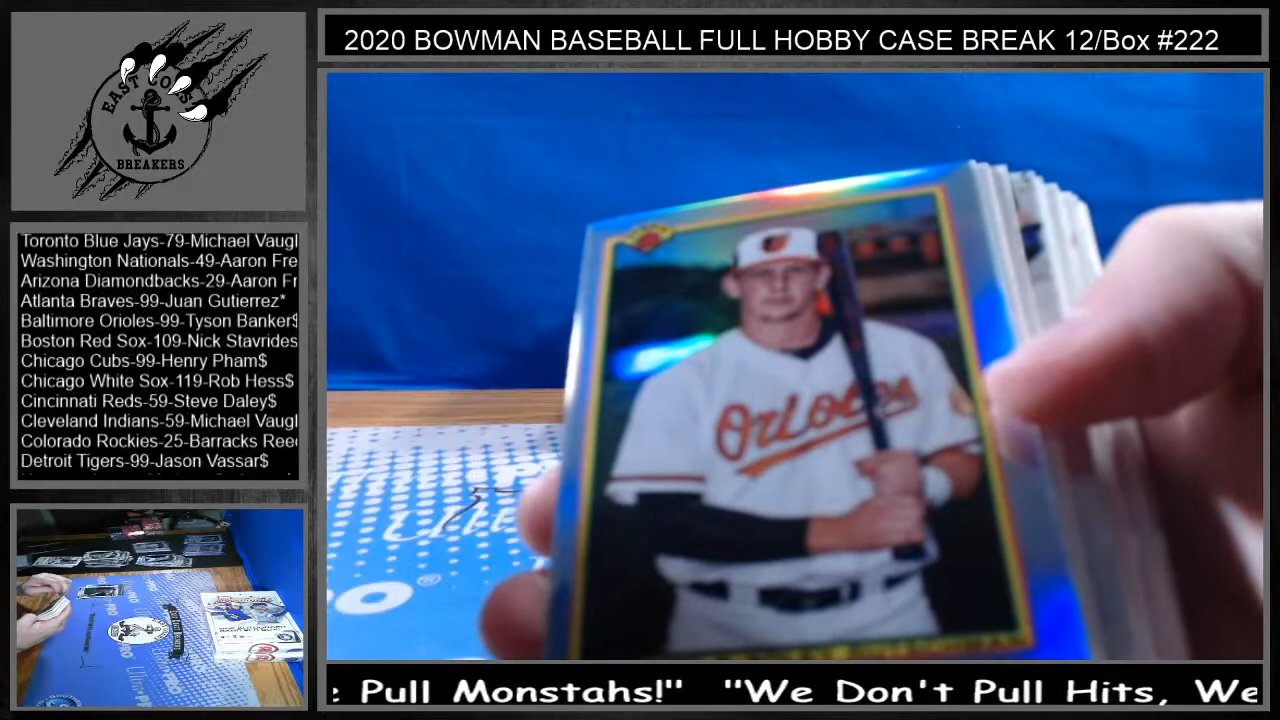 EAST COAST
BREAKERS
2020 BOWMAN BASEBALL FULL HOBBY CASE BREAK 12/Box #222
Toronto Blue Jays-79-Michael Vaugl
Washington Nationals-49-Aaron Fre
Arizona Diamondbacks-29-Aaron Fr
Atlanta Braves-99-Juan Gutierrez*
Baltimore Orioles-99-Tyson Banker$
Boston Red Sox-109-Nick Stavrides
Chicago Cubs-99-Henry Pham$
Chicago White Sox-119-Rob Hess$
Cincinnati Reds-59-Steve Daley$
Cleveland Indians-59-Michael Vaugl
Colorado Rockies-25-Barracks Reed
Detroit Tigers-99-Jason Vassar$
Orioles
Ultra
PRO
®
e Pull Monstahs!" "We Don't Pull Hits, We